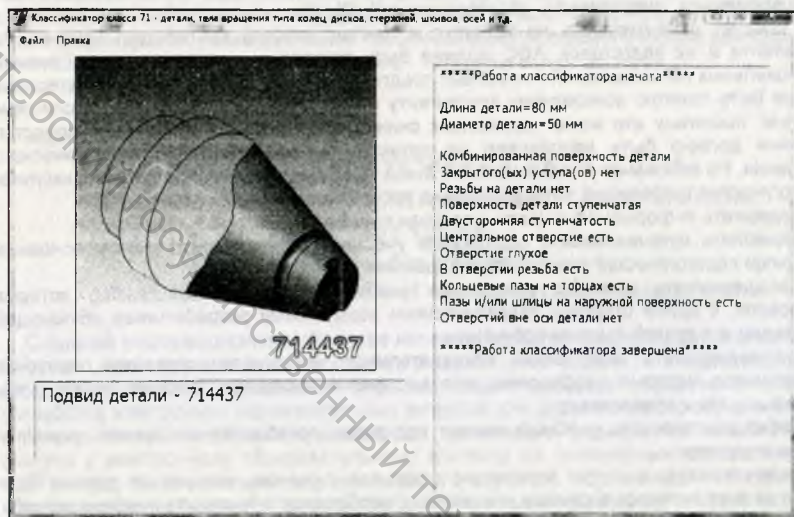 Классификатор класса 71 - детали, тела вращения типа колец, дисков, стержней, шкивов, осей и т.д.
Файл Правка
*****Работа классификатора начата*****
Длина детали=80 мм
Диаметр детали=50 мм
Комбинированная поверхность детали
Закрытого(ых) уступа(ов) нет
Резьбы на детали нет
Поверхность детали ступенчатая
Двусторонняя ступенчатость
Центральное отверстие есть
Отверстие глухое
В отверстии резьба есть
Кольцевые пазы на торцах есть
Пазы и/или шлицы на наружной поверхность есть
Отверстий вне оси детали нет
*****Работа классификатора завершена*****
714437
Подвид детали - 714437
государственный